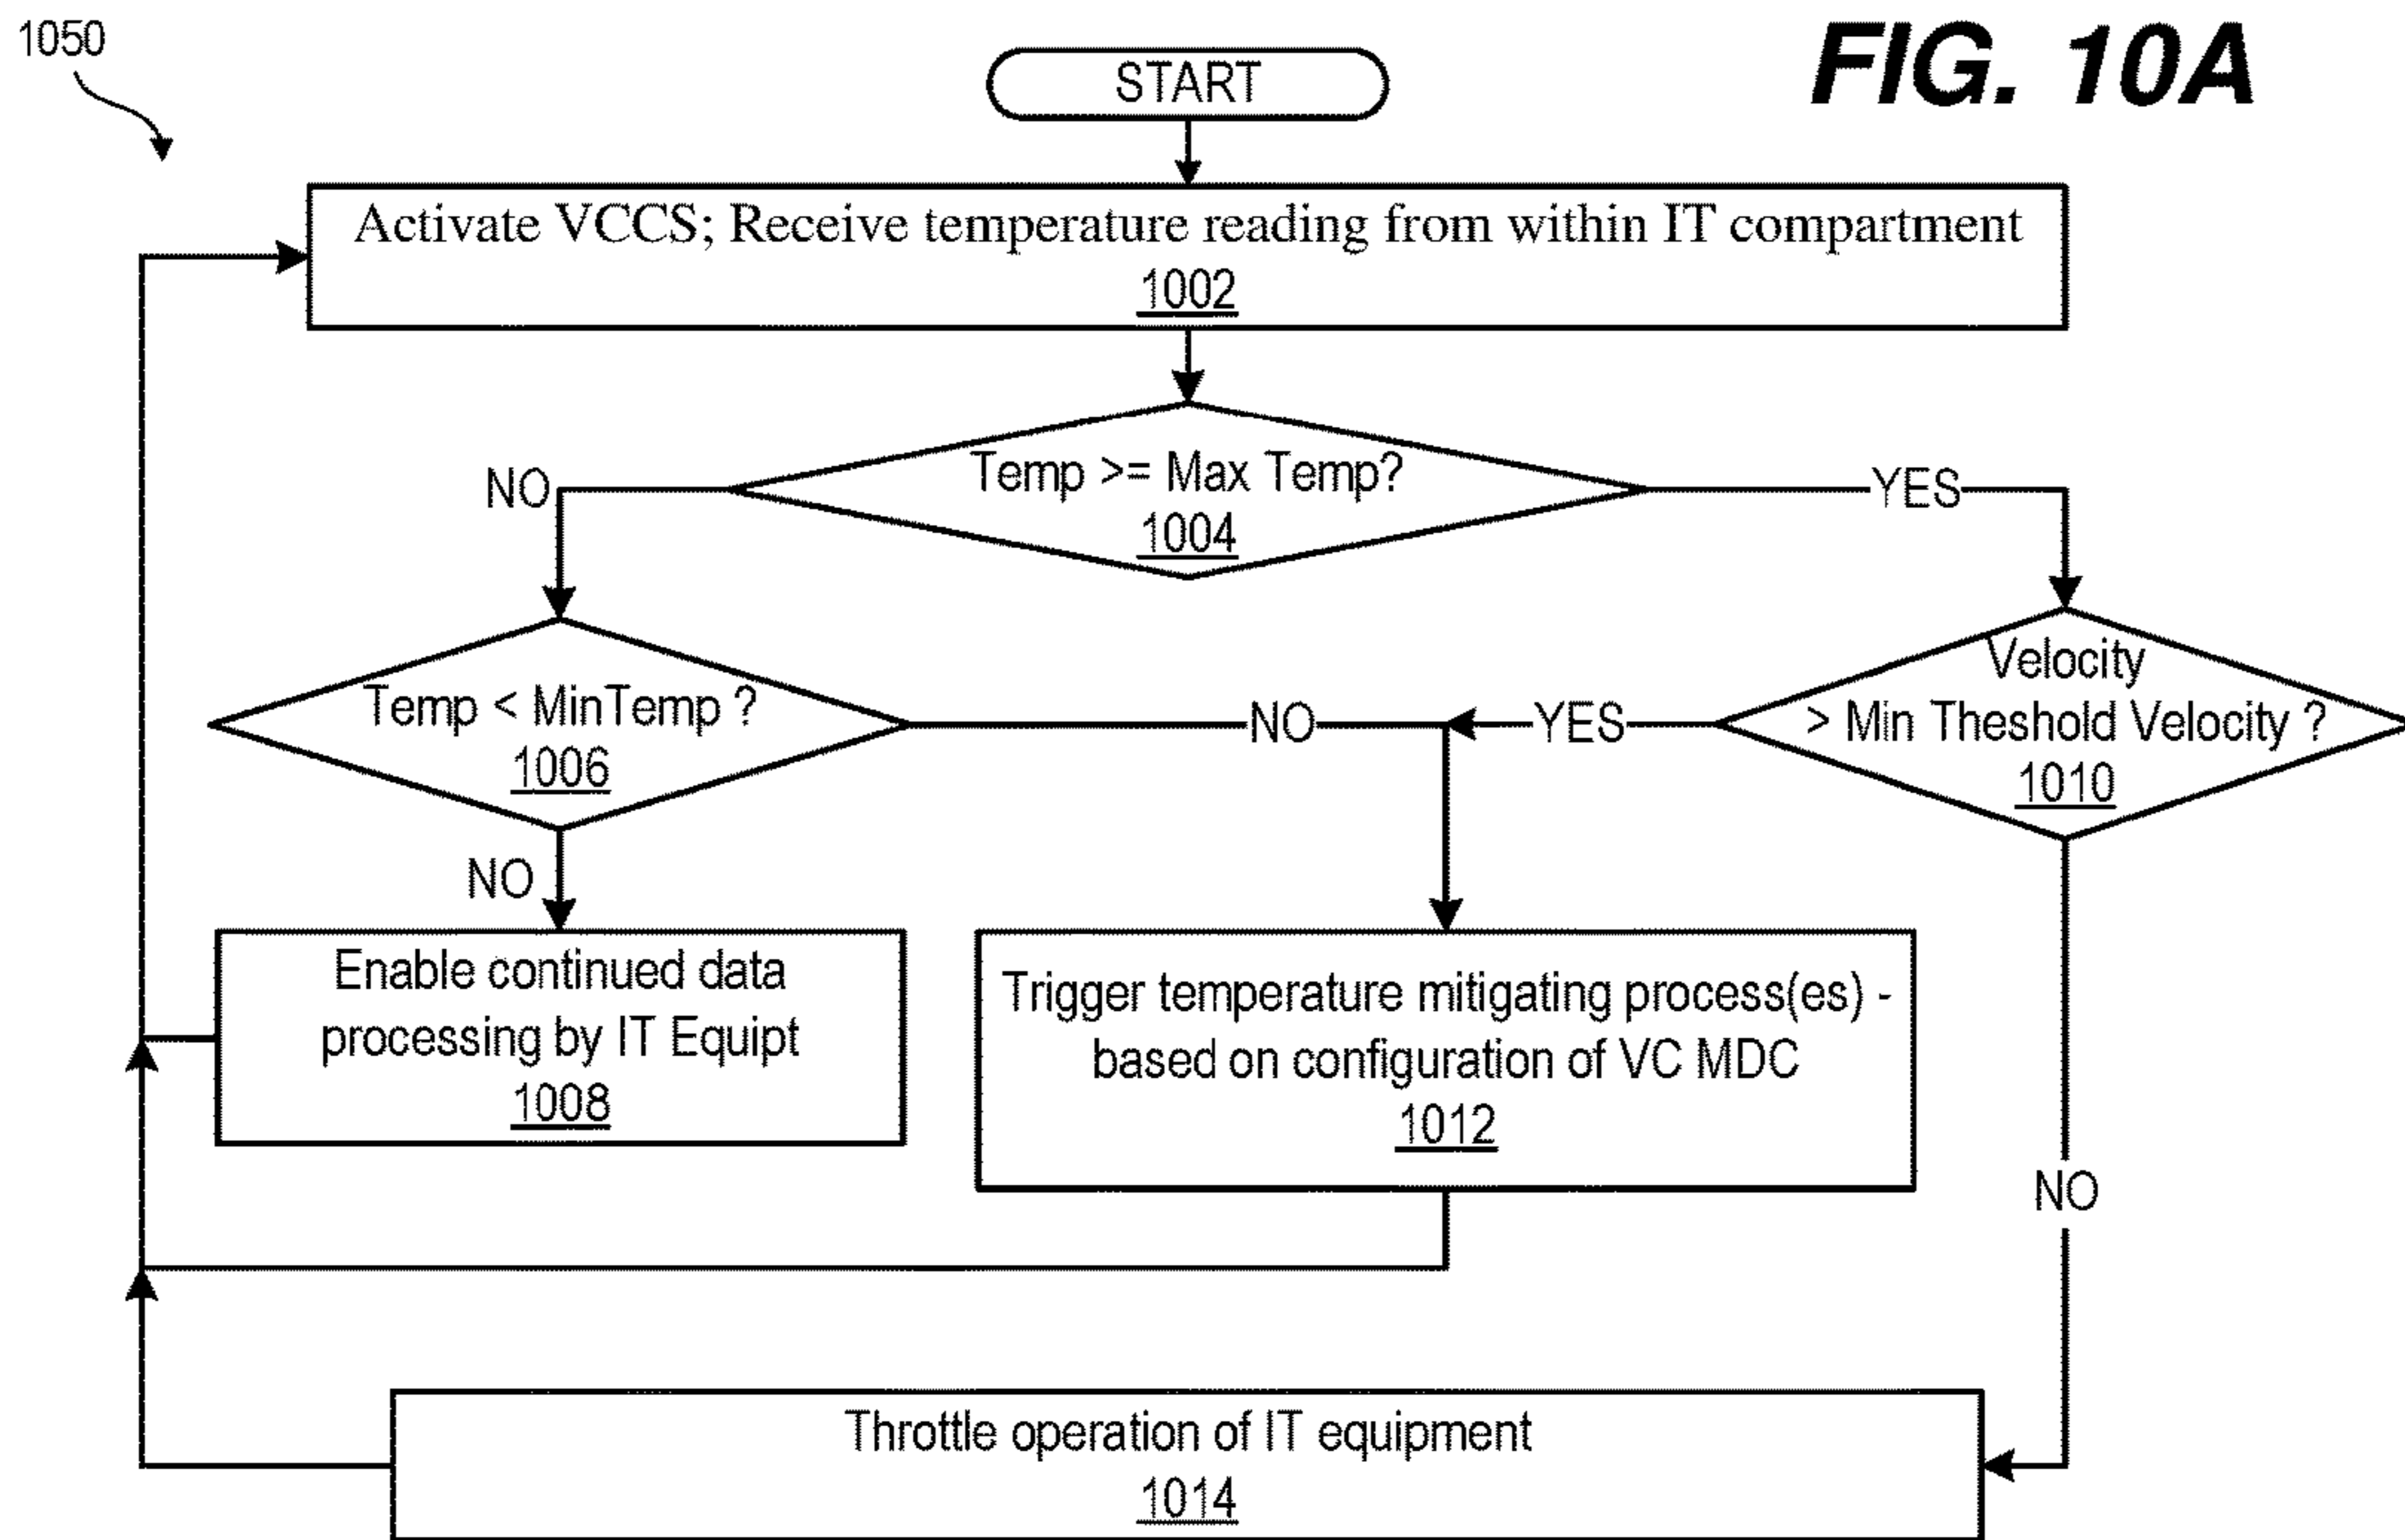 1050
FIG. 10A
START
Activate VCCS; Receive temperature reading from within IT compartment
1002
Temp >= Max Temp?
1004
NO
YES
Temp < MinTemp ?
1006
NO
YES
Velocity
> Min Theshold Velocity ?
1010
NO
Enable continued data
processing by IT Equipt
1008
Trigger temperature mitigating process(es) -
based on configuration of VC MDC
1012
NO
Throttle operation of IT equipment
1014